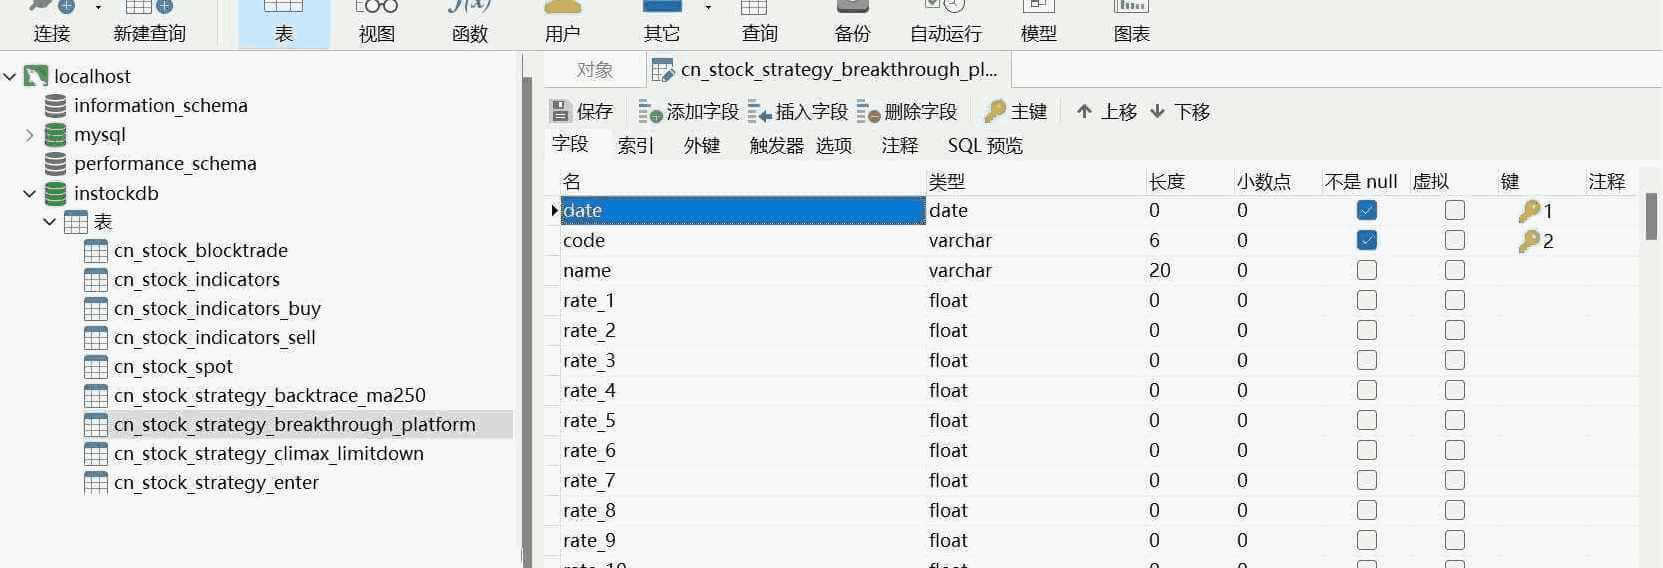 连接 新建查询 表 视图 函数 用户 其它 查询 备份 自动运行 模型 图表
localhost
information_schema
mysql
performance_schema
instockdb
表
cn_stock_blocktrade
cn_stock_indicators
cn_stock_indicators_buy
cn_stock_indicators_sell
cn_stock_spot
cn_stock_strategy_backtrace_ma250
cn_stock_strategy_breakthrough_platform
cn_stock_strategy_climax_limitdown
cn_stock_strategy_enter
对象 cn_stock_strategy_breakthrough_pl...
保存 添加字段 插入字段 删除字段 主键 上移 下移
字段 索引 外键 触发器 选项 注释 SQL 预览
名 类型 长度 小数点 不是 null 虚拟 键 注释
date date 0 0 1
code varchar 6 0 2
name varchar 20 0
rate_1 float 0 0
rate_2 float 0 0
rate_3 float 0 0
rate_4 float 0 0
rate_5 float 0 0
rate_6 float 0 0
rate_7 float 0 0
rate_8 float 0 0
rate_9 float 0 0